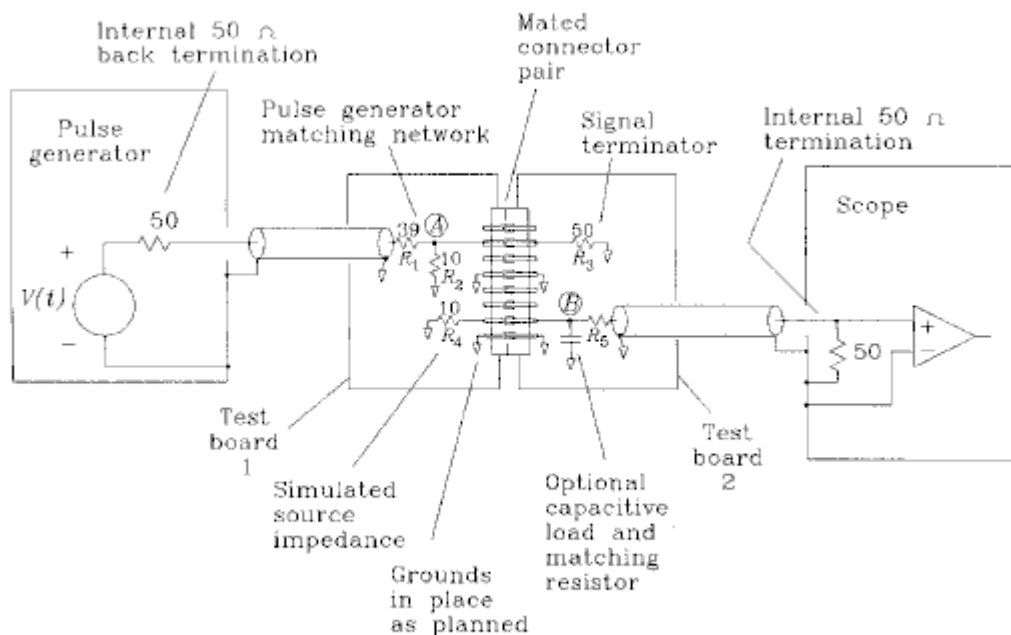 Internal 50 Ω
back termination
Mated
connector
pair
Pulse generator
matching network
Signal
terminator
Internal 50 Ω
termination
Pulse
generator
Scope
50
39
A
R1
10
R2
50
R3
+
V(t)
−
10
R4
B
R5
50
+
−
Test
board
1
Test
board
2
Simulated
source
impedance
Optional
capacitive
load and
matching
resistor
Grounds
in place
as planned